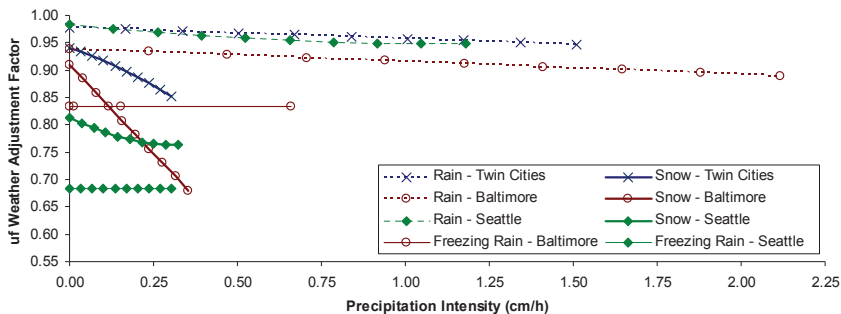 uf Weather Adjustment Factor
1.00
0.95
0.90
0.85
0.80
0.75
0.70
0.65
0.60
0.55
0.00 0.25 0.50 0.75 1.00 1.25 1.50 1.75 2.00 2.25
Precipitation Intensity (cm/h)
Rain - Twin Cities Snow - Twin Cities
Rain - Baltimore Snow - Baltimore
Rain - Seattle Snow - Seattle
Freezing Rain - Baltimore Freezing Rain - Seattle